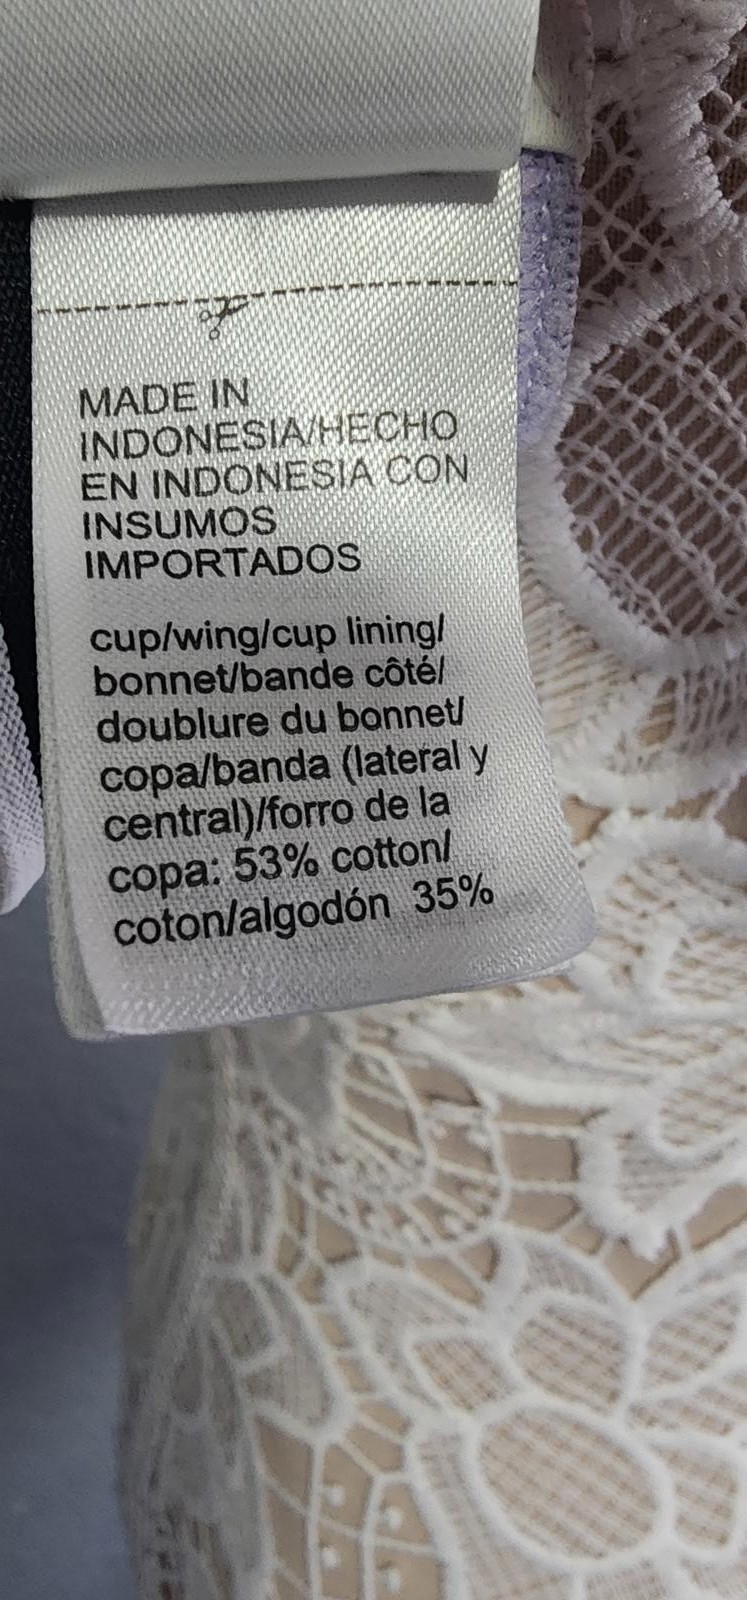 MADE IN
INDONESIA/HECHO
EN INDONESIA CON
INSUMOS
IMPORTADOS
cup/wing/cup lining/
bonnet/bande côté/
doublure du bonnet/
copa/banda (lateral y
central)/forro de la
copa: 53% cotton/
coton/algodón 35%